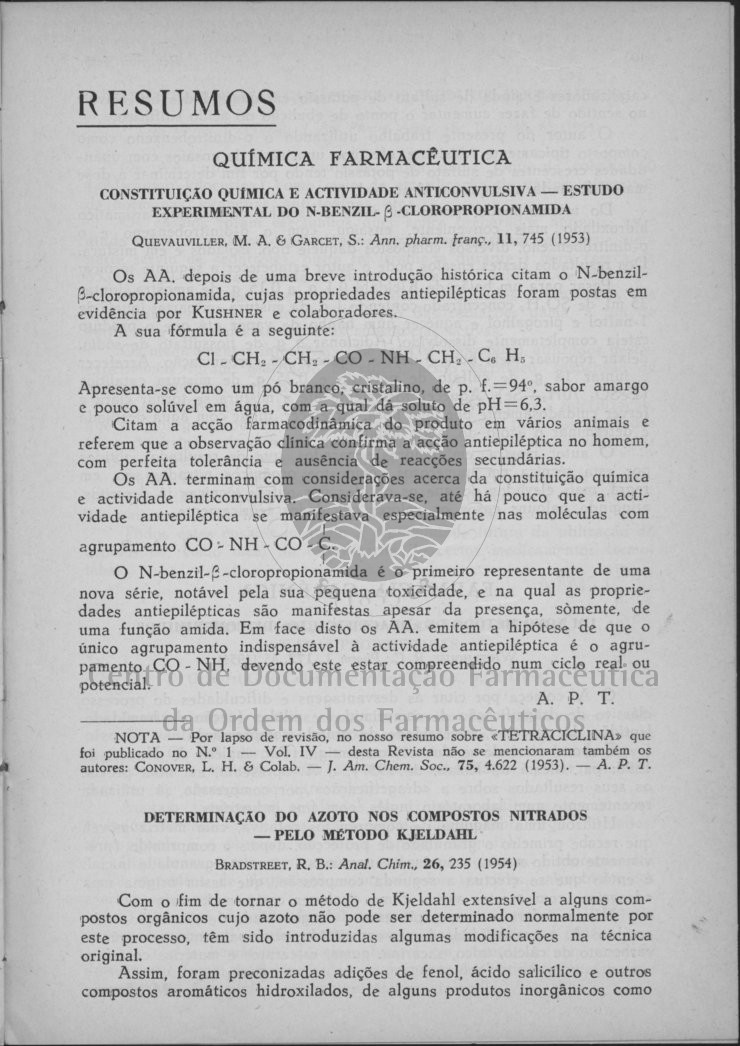 RESUMOS
QUÍMICA FARMACÊUTICA
CONSTITUIÇÃO QUÍMICA E ACTIVIDADE ANTICONVULSIVA — ESTUDO
EXPERIMENTAL DO N-BENZIL-β-CLOROPROPIONAMIDA
QUEVAUVILLER, M. A. & GARCET, S.: Ann. pharm. franç., 11, 745 (1953)
Os AA. depois de uma breve introdução histórica citam o N-benzil-
β-cloropropionamida, cujas propriedades antiepilépticas foram postas em
evidência por KUSHNER e colaboradores.
A sua fórmula é a seguinte:
Cl - CH₂ - CH₂ - CO - NH - CH₂ - C₆ H₅
Apresenta-se como um pó branco, cristalino, de p. f.=94º, sabor amargo
e pouco solúvel em água, com a qual dá soluto de pH=6,3.
Citam a acção farmacodinâmica do produto em vários animais e
referem que a observação clínica confirma a acção antiepiléptica no homem,
com perfeita tolerância e ausência de reacções secundárias.
Os AA. terminam com considerações acerca da constituição química
e actividade anticonvulsiva. Considerava-se, até há pouco que a acti-
vidade antiepiléptica se manifestava especialmente nas moléculas com
agrupamento CO - NH - CO - C.
O N-benzil-β-cloropropionamida é o primeiro representante de uma
nova série, notável pela sua pequena toxicidade, e na qual as proprie-
dades antiepilépticas são manifestas apesar da presença, sòmente, de
uma função amida. Em face disto os AA. emitem a hipótese de que o
único agrupamento indispensável à actividade antiepiléptica é o agru-
pamento CO - NH, devendo este estar compreendido num ciclo real ou
potencial.
Centro de Documentação Farmacêutica
A. P. T.
da Ordem dos Farmacêuticos
NOTA — Por lapso de revisão, no nosso resumo sobre «TETRACICLINA» que
foi publicado no N.º 1 — Vol. IV — desta Revista não se mencionaram também os
autores: CONOVER, L. H. & Colab. — J. Am. Chem. Soc., 75, 4.622 (1953). — A. P. T.
DETERMINAÇÃO DO AZOTO NOS COMPOSTOS NITRADOS
— PELO MÉTODO KJELDAHL
BRADSTREET, R. B.: Anal. Chim., 26, 235 (1954)
Com o fim de tornar o método de Kjeldahl extensível a alguns com-
postos orgânicos cujo azoto não pode ser determinado normalmente por
este processo, têm sido introduzidas algumas modificações na técnica
original.
Assim, foram preconizadas adições de fenol, ácido salicílico e outros
compostos aromáticos hidroxilados, de alguns produtos inorgânicos como